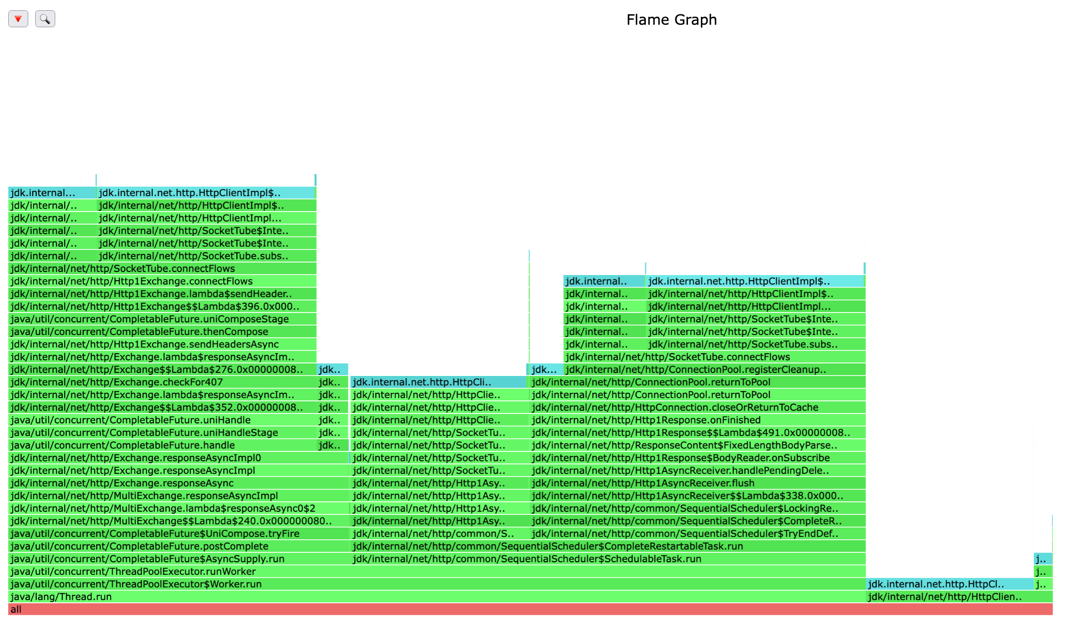 Flame Graph
jdk.internal... jdk.internal.net.http.HttpClientImpl$..
jdk/internal/.. jdk/internal/net/http/HttpClientImpl$..
jdk/internal/.. jdk/internal/net/http/HttpClientImpl...
jdk/internal/.. jdk/internal/net/http/SocketTube$Inte..
jdk/internal/.. jdk/internal/net/http/SocketTube$Inte..
jdk/internal/.. jdk/internal/net/http/SocketTube.subs..
jdk/internal/net/http/SocketTube.connectFlows
jdk/internal/net/http/Http1Exchange.connectFlows jdk.internal.. jdk.internal.net.http.HttpClientImpl$..
jdk/internal/net/http/Http1Exchange.lambda$sendHeader.. jdk/internal.. jdk/internal/net/http/HttpClientImpl$..
jdk/internal/net/http/Http1Exchange$$Lambda$396.0x000.. jdk/internal.. jdk/internal/net/http/HttpClientImpl...
java/util/concurrent/CompletableFuture.uniComposeStage jdk/internal.. jdk/internal/net/http/SocketTube$Inte..
java/util/concurrent/CompletableFuture.thenCompose jdk/internal.. jdk/internal/net/http/SocketTube$Inte..
jdk/internal/net/http/Http1Exchange.sendHeadersAsync jdk/internal.. jdk/internal/net/http/SocketTube.subs..
jdk/internal/net/http/Exchange.lambda$responseAsyncIm.. jdk/internal/net/http/SocketTube.connectFlows
jdk/internal/net/http/Exchange$$Lambda$276.0x00000008.. jdk.. jdk... jdk/internal/net/http/ConnectionPool.registerCleanup..
jdk/internal/net/http/Exchange.checkFor407 jdk.. jdk.internal.net.http.HttpCli.. jdk/internal/net/http/ConnectionPool.returnToPool
jdk/internal/net/http/Exchange.lambda$responseAsyncIm.. jdk.. jdk/internal/net/http/HttpClie.. jdk/internal/net/http/ConnectionPool.returnToPool
jdk/internal/net/http/Exchange$$Lambda$352.0x00000008.. jdk.. jdk/internal/net/http/HttpClie.. jdk/internal/net/http/HttpConnection.closeOrReturnToCache
java/util/concurrent/CompletableFuture.uniHandle jdk.. jdk/internal/net/http/HttpClie.. jdk/internal/net/http/Http1Response.onFinished
java/util/concurrent/CompletableFuture.uniHandleStage jdk.. jdk/internal/net/http/SocketTu.. jdk/internal/net/http/Http1Response$$Lambda$491.0x00000008..
java/util/concurrent/CompletableFuture.handle jdk.. jdk/internal/net/http/SocketTu.. jdk/internal/net/http/ResponseContent$FixedLengthBodyParse..
jdk/internal/net/http/Exchange.responseAsyncImpl0 jdk/internal/net/http/SocketTu.. jdk/internal/net/http/Http1Response$BodyReader.onSubscribe
jdk/internal/net/http/Exchange.responseAsyncImpl jdk/internal/net/http/SocketTu.. jdk/internal/net/http/Http1AsyncReceiver.handlePendingDele..
jdk/internal/net/http/Exchange.responseAsync jdk/internal/net/http/Http1Asy.. jdk/internal/net/http/Http1AsyncReceiver.flush
jdk/internal/net/http/MultiExchange.responseAsyncImpl jdk/internal/net/http/Http1Asy.. jdk/internal/net/http/Http1AsyncReceiver$$Lambda$338.0x000..
jdk/internal/net/http/MultiExchange.lambda$responseAsync0$2 jdk/internal/net/http/Http1Asy.. jdk/internal/net/http/common/SequentialScheduler$LockingRe..
jdk/internal/net/http/MultiExchange$$Lambda$240.0x000000080.. jdk/internal/net/http/Http1Asy.. jdk/internal/net/http/common/SequentialScheduler$CompleteR..
java/util/concurrent/CompletableFuture$UniCompose.tryFire jdk/internal/net/http/common/S.. jdk/internal/net/http/common/SequentialScheduler$TryEndDef..
java/util/concurrent/CompletableFuture.postComplete jdk/internal/net/http/common/SequentialScheduler$CompleteRestartableTask.run
java/util/concurrent/CompletableFuture$AsyncSupply.run jdk/internal/net/http/common/SequentialScheduler$SchedulableTask.run j..
java/util/concurrent/ThreadPoolExecutor.runWorker j..
java/util/concurrent/ThreadPoolExecutor$Worker.run jdk.internal.net.http.HttpCl.. j..
java/lang/Thread.run jdk/internal/net/http/HttpClien..
all